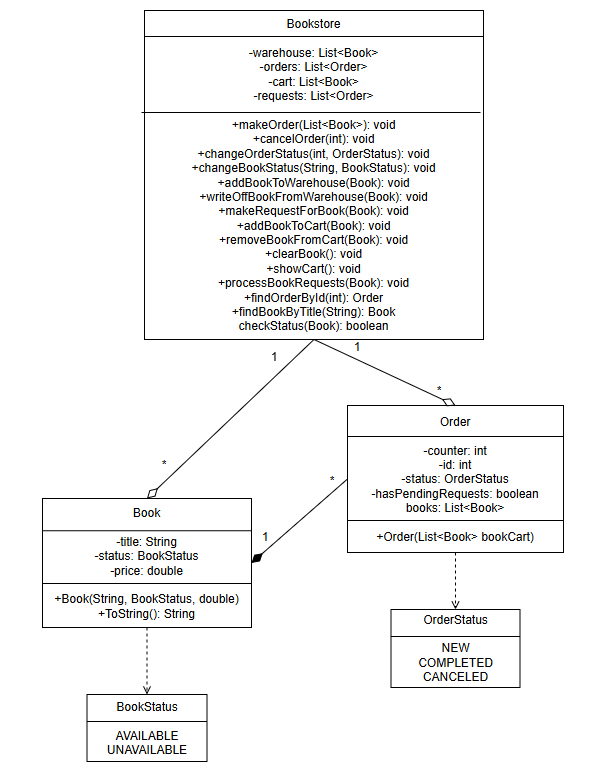 Bookstore
-warehouse: List<Book>
-orders: List<Order>
-cart: List<Book>
-requests: List<Order>
+makeOrder(List<Book>): void
+cancelOrder(int): void
+changeOrderStatus(int, OrderStatus): void
+changeBookStatus(String, BookStatus): void
+addBookToWarehouse(Book): void
+writeOffBookFromWarehouse(Book): void
+makeRequestForBook(Book): void
+addBookToCart(Book): void
+removeBookFromCart(Book): void
+clearBook(): void
+showCart(): void
+processBookRequests(Book): void
+findOrderById(int): Order
+findBookByTitle(String): Book
checkStatus(Book): boolean
1
1
*
*
Order
-counter: int
-id: int
-status: OrderStatus
-hasPendingRequests: boolean
books: List<Book>
+Order(List<Book> bookCart)
*
1
Book
-title: String
-status: BookStatus
-price: double
+Book(String, BookStatus, double)
+ToString(): String
OrderStatus
NEW
COMPLETED
CANCELED
BookStatus
AVAILABLE
UNAVAILABLE